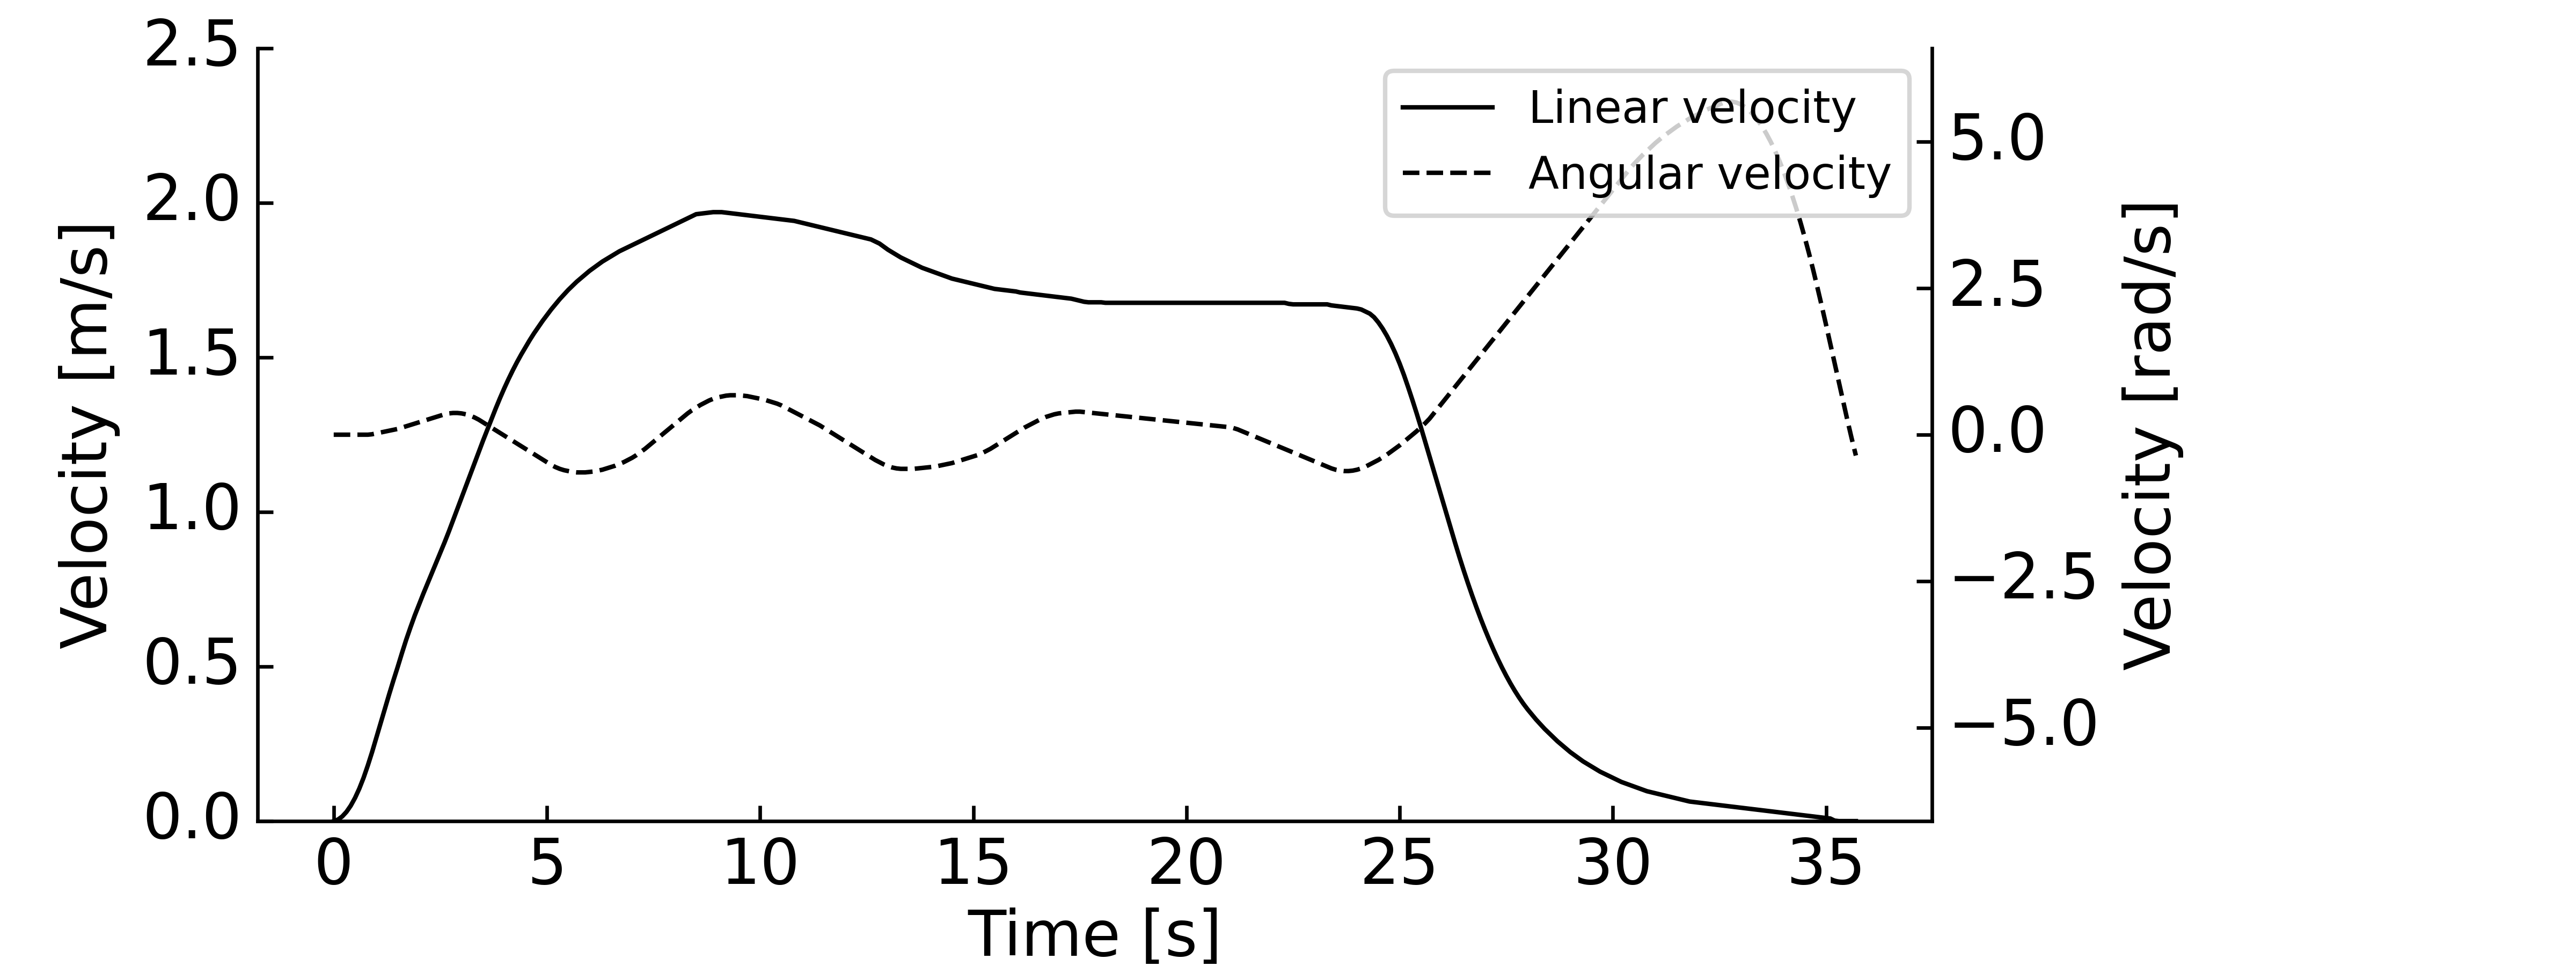 2.5
2.0
1.5
1.0
0.5
0.0
Velocity [m/s]
Linear velocity
Angular velocity
5.0
2.5
0.0
−2.5
−5.0
Velocity [rad/s]
0 5 10 15 20 25 30 35
Time [s]